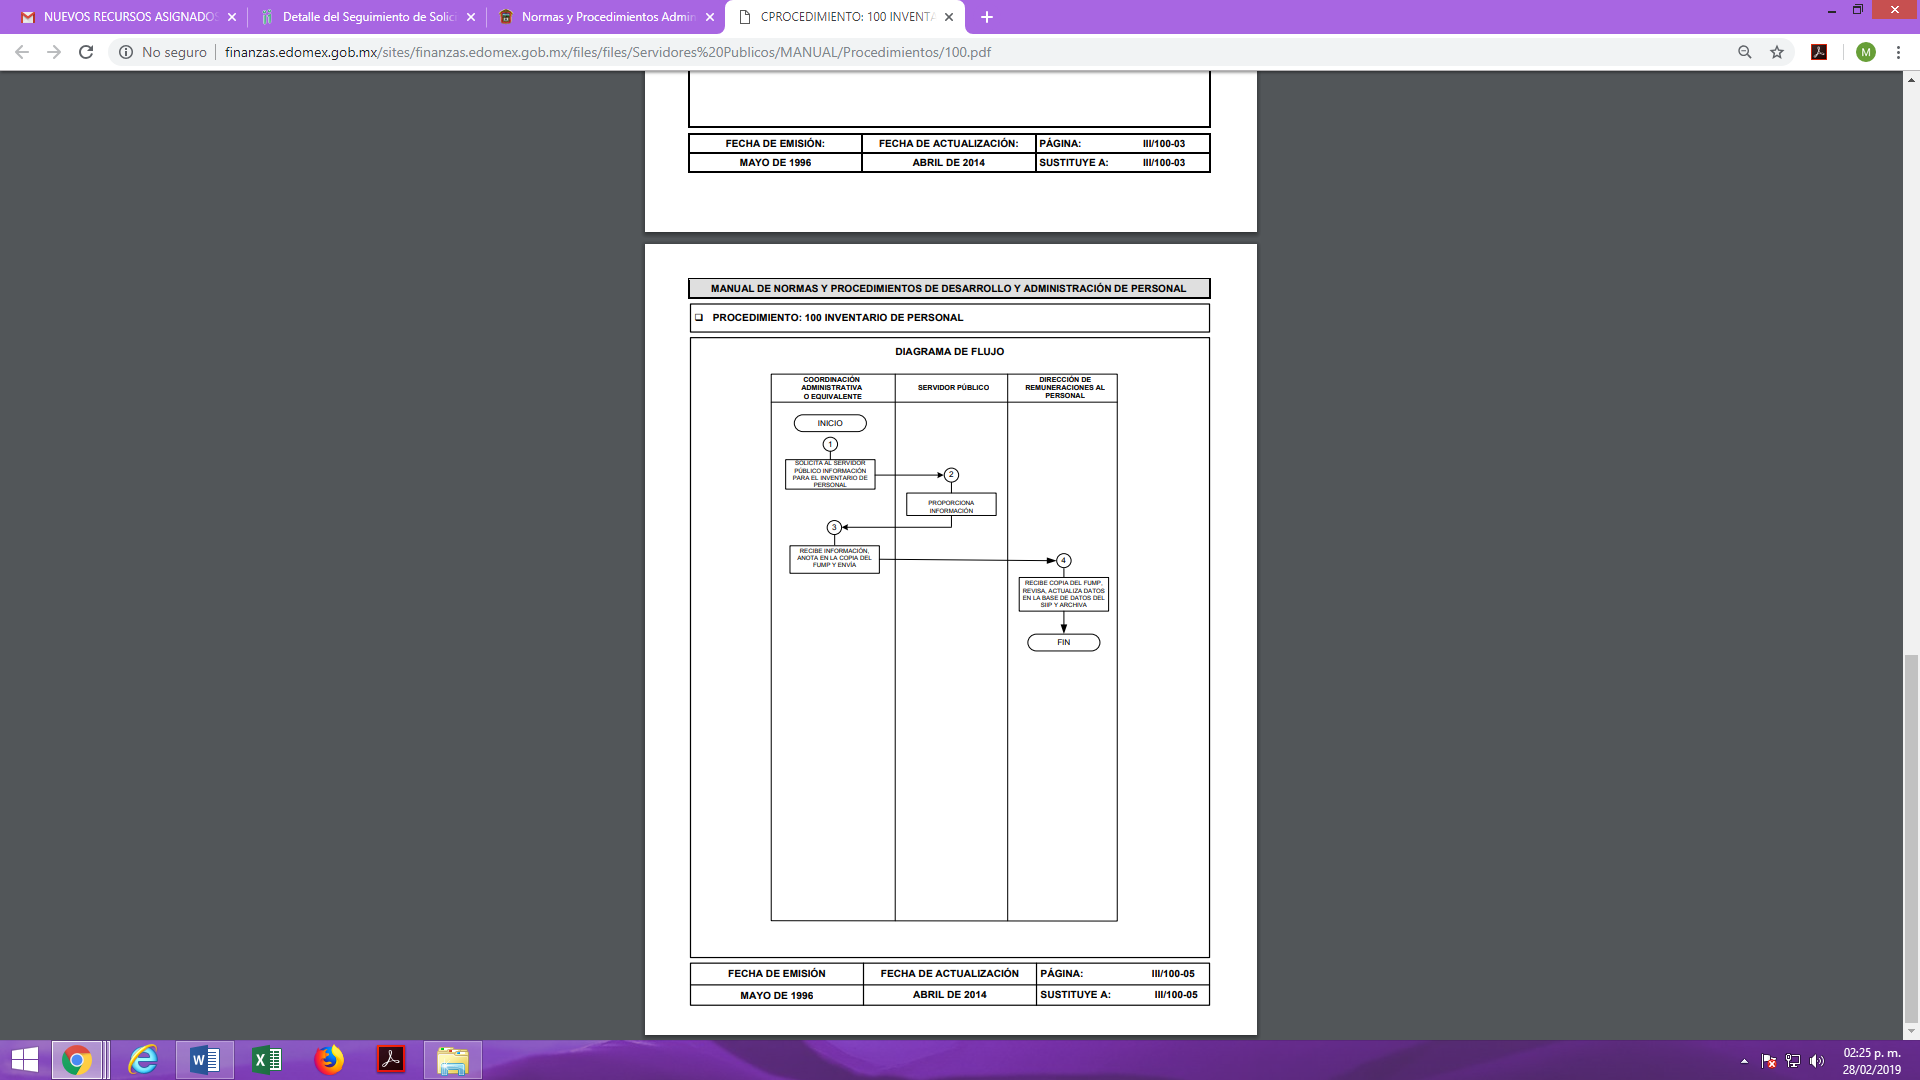 NUEVOS RECURSOS ASIGNADOS
Detalle del Seguimiento de Solici
Normas y Procedimientos Admin
CPROCEDIMIENTO: 100 INVENTA
No seguro
finanzas.edomex.gob.mx/sites/finanzas.edomex.gob.mx/files/files/Servidores%20Publicos/MANUAL/Procedimientos/100.pdf
M
FECHA DE EMISIÓN: FECHA DE ACTUALIZACIÓN: PÁGINA: III/100-03
MAYO DE 1996 ABRIL DE 2014 SUSTITUYE A: III/100-03
MANUAL DE NORMAS Y PROCEDIMIENTOS DE DESARROLLO Y ADMINISTRACIÓN DE PERSONAL
❑ PROCEDIMIENTO: 100 INVENTARIO DE PERSONAL
DIAGRAMA DE FLUJO
COORDINACIÓN
ADMINISTRATIVA
O EQUIVALENTE
SERVIDOR PÚBLICO
DIRECCIÓN DE
REMUNERACIONES AL
PERSONAL
INICIO
1
SOLICITA AL SERVIDOR
PÚBLICO INFORMACIÓN
PARA EL INVENTARIO DE
PERSONAL
2
PROPORCIONA
INFORMACIÓN
3
RECIBE INFORMACIÓN,
ANOTA EN LA COPIA DEL
FUMP Y ENVÍA
4
RECIBE COPIA DEL FUMP,
REVISA, ACTUALIZA DATOS
EN LA BASE DE DATOS DEL
SIIP Y ARCHIVA
FIN
FECHA DE EMISIÓN FECHA DE ACTUALIZACIÓN PÁGINA: III/100-05
MAYO DE 1996 ABRIL DE 2014 SUSTITUYE A: III/100-05
02:25 p. m.
28/02/2019